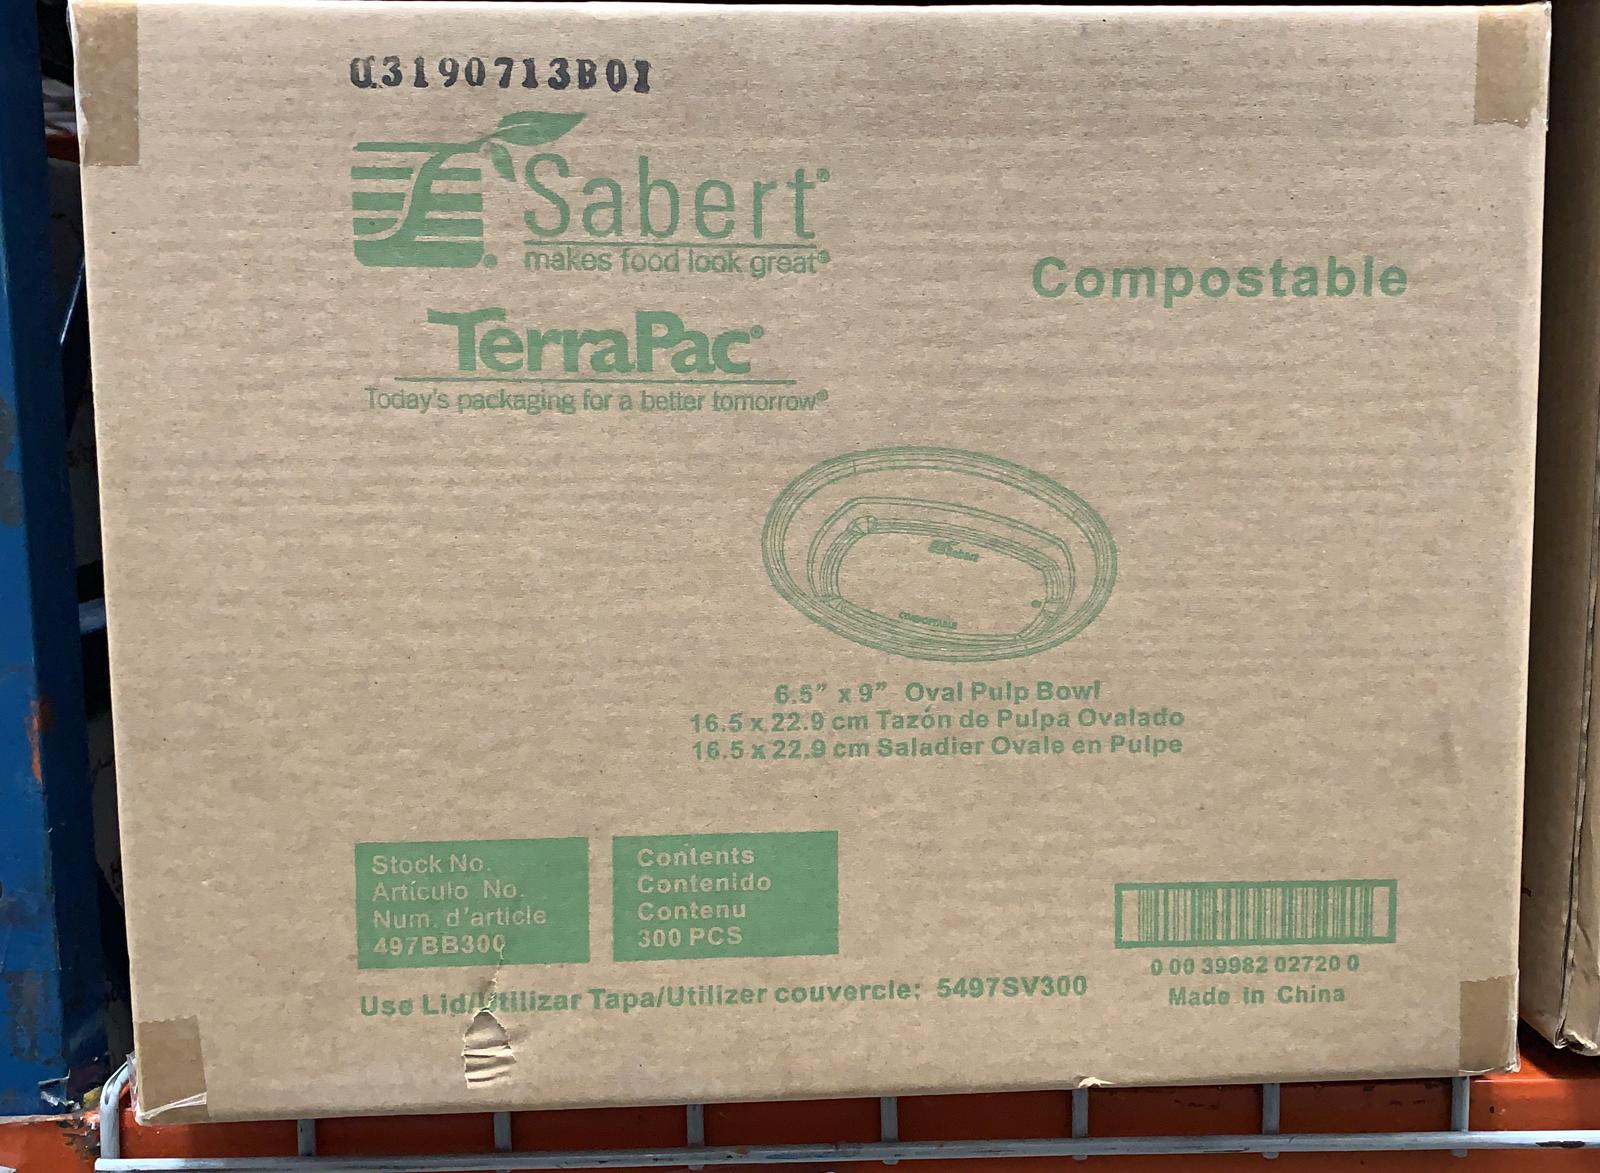 C3190713B01
Sabert®
makes food look great®
TerraPac®
Today's packaging for a better tomorrow®
Compostable
Sabert
COMPOSTABLE
6.5” x 9” Oval Pulp Bowl
16.5 x 22.9 cm Tazón de Pulpa Ovalado
16.5 x 22.9 cm Saladier Ovale en Pulpe
Stock No.
Artículo No.
Num. d'article
497BB300
Contents
Contenido
Contenu
300 PCS
Use Lid/Utilizar Tapa/Utilizer couvercle: 5497SV300
0 00 39982 02720 0
Made in China